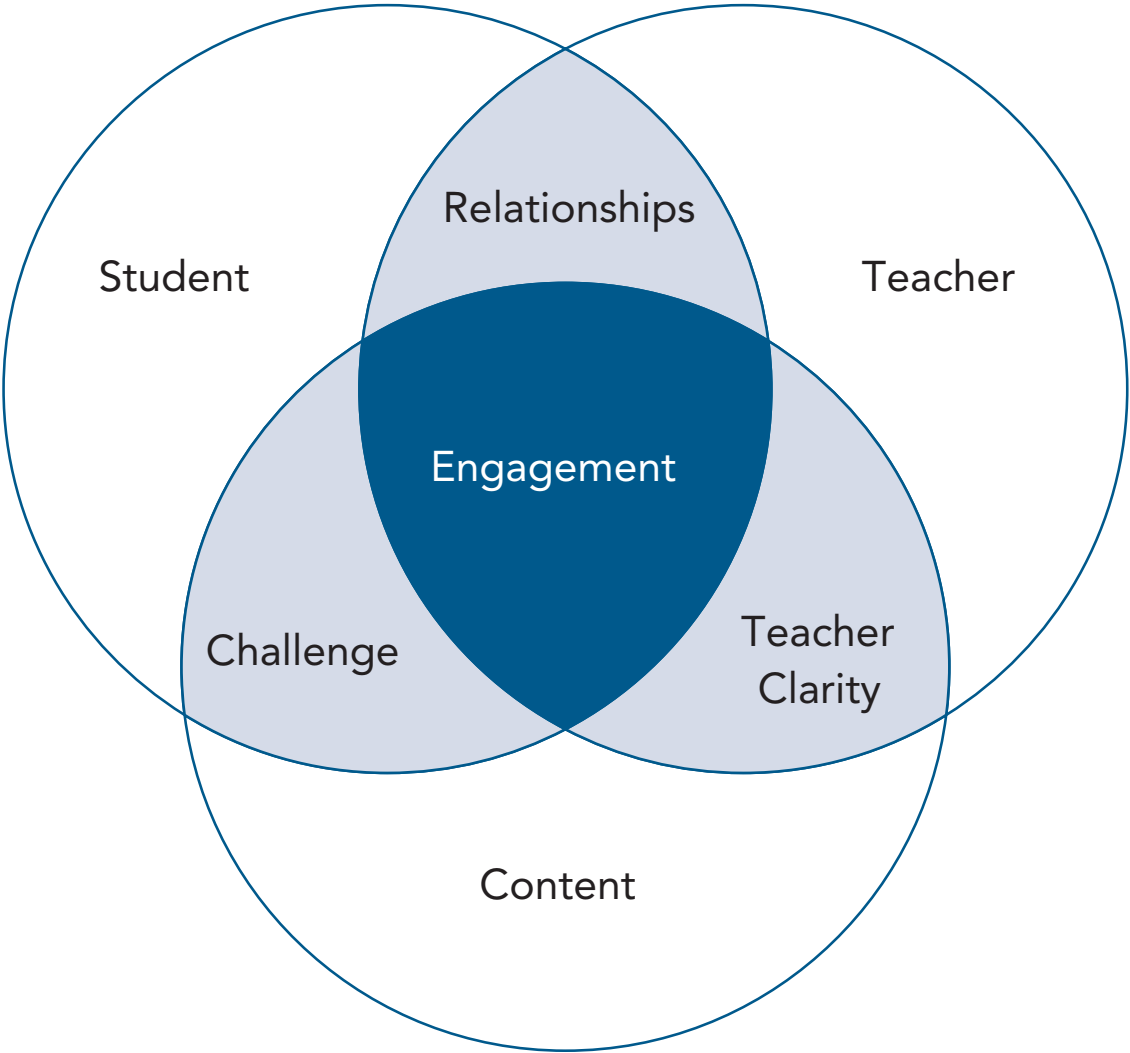 Relationships
Student
Teacher
Engagement
Challenge
Teacher
Clarity
Content